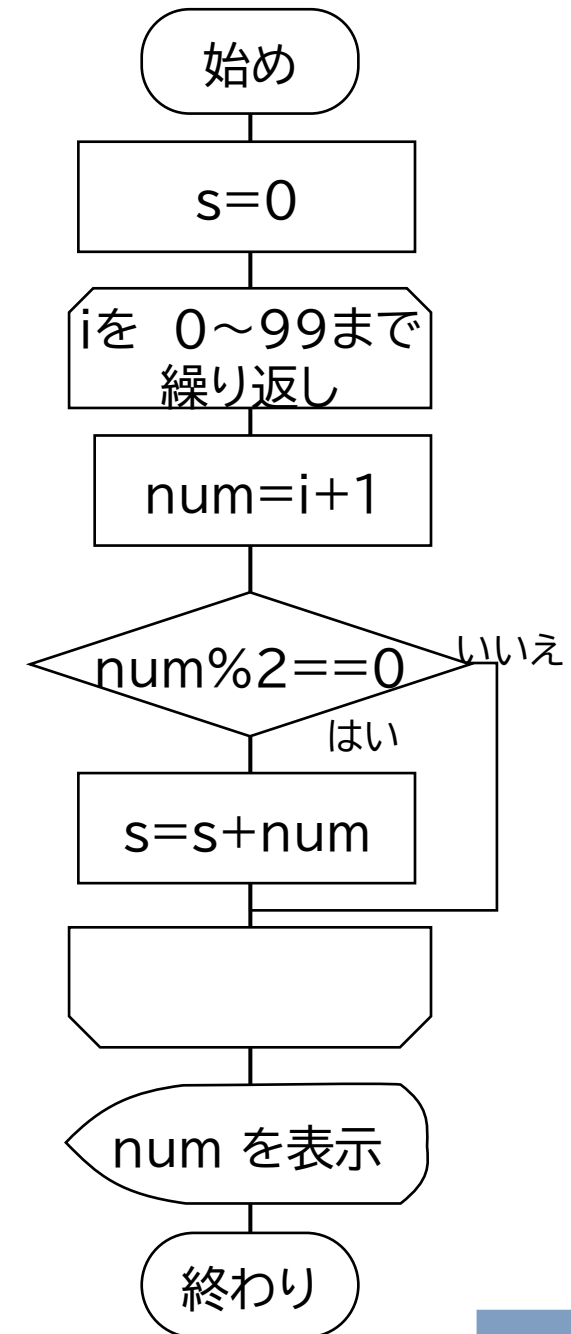 始め
s=0
iを　0～99まで
繰り返し
num=i+1
num%2==0
いいえ
はい
s=s+num
num を表示
終わり